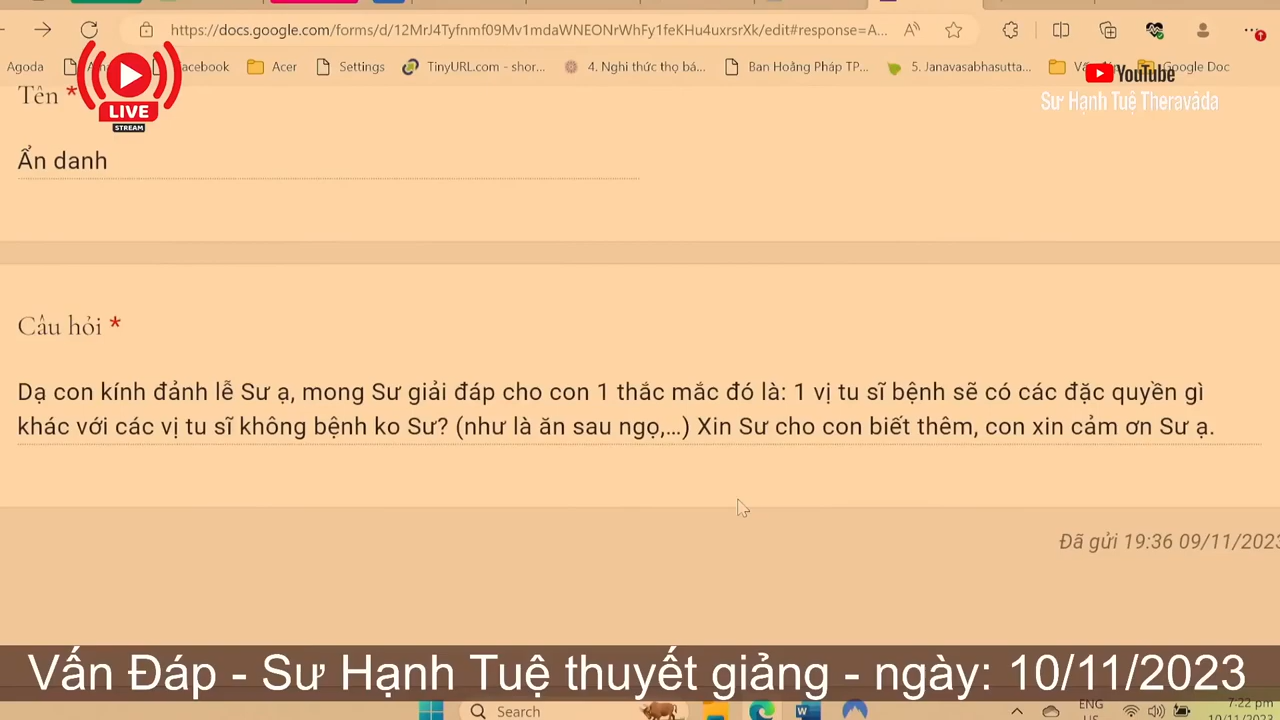 https://docs.google.com/forms/d/12MrJ4Tyfnmf09Mv1mdaWNEONrWhFy1feKHu4uxrsrXk/edit#response=A...
Agoda
Acer
Settings
TinyURL.com - shor...
4. Nghi thức thọ bá...
Ban Hoằng Pháp TP...
5. Janavasabhasutta...
Google Doc
LIVE
STREAM
YouTube
Sư Hạnh Tuệ Theravāda
Tên *
Ẩn danh
Câu hỏi *
Dạ con kính đảnh lễ Sư ạ, mong Sư giải đáp cho con 1 thắc mắc đó là: 1 vị tu sĩ bệnh sẽ có các đặc quyền gì
khác với các vị tu sĩ không bệnh ko Sư? (như là ăn sau ngọ,...) Xin Sư cho con biết thêm, con xin cảm ơn Sư ạ.
Đã gửi 19:36 09/11/2023
Vấn Đáp - Sư Hạnh Tuệ thuyết giảng - ngày: 10/11/2023
Search
ENG
7:22 pm